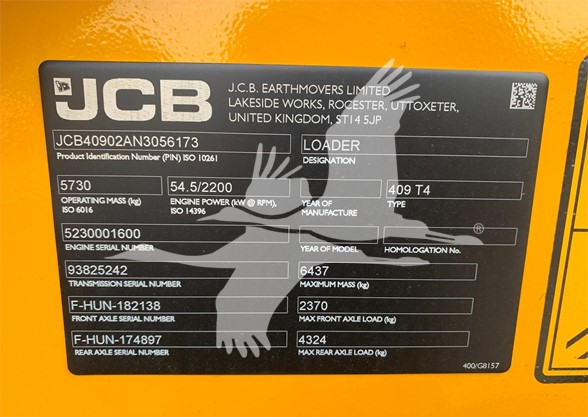 JCB
J.C.B. EARTHMOVERS LIMITED
LAKESIDE WORKS, ROCESTER, UTTOXETER,
UNITED KINGDOM, ST14 5JP
JCB40902AN3056173
Product Identification Number (PIN) ISO 10261
LOADER
DESIGNATION
5730
OPERATING MASS (kg)
ISO 6016
54.5/2200
ENGINE POWER (kW @ RPM),
ISO 14396
YEAR OF
MANUFACTURE
409 T4
TYPE
5230001600
ENGINE SERIAL NUMBER
YEAR OF MODEL
HOMOLOGATION No.
®
93825242
TRANSMISSION SERIAL NUMBER
6437
MAXIMUM MASS (kg)
F-HUN-182138
FRONT AXLE SERIAL NUMBER
2370
MAX FRONT AXLE LOAD (kg)
F-HUN-174897
REAR AXLE SERIAL NUMBER
4324
MAX REAR AXLE LOAD (kg)
400/G8157